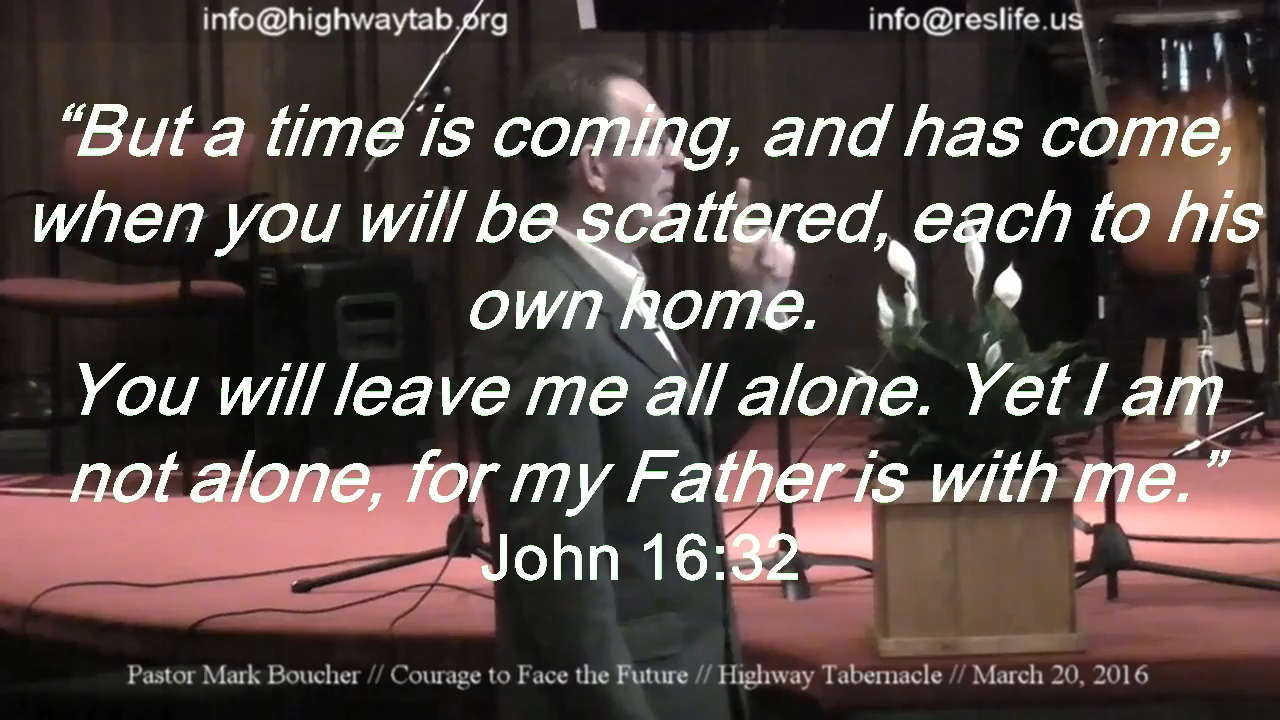 info@highwaytab.org info@reslife.us
“But a time is coming, and has come,
when you will be scattered, each to his
own home.
You will leave me all alone. Yet I am
not alone, for my Father is with me.”
John 16:32
Pastor Mark Boucher // Courage to Face the Future // Highway Tabernacle // March 20, 2016